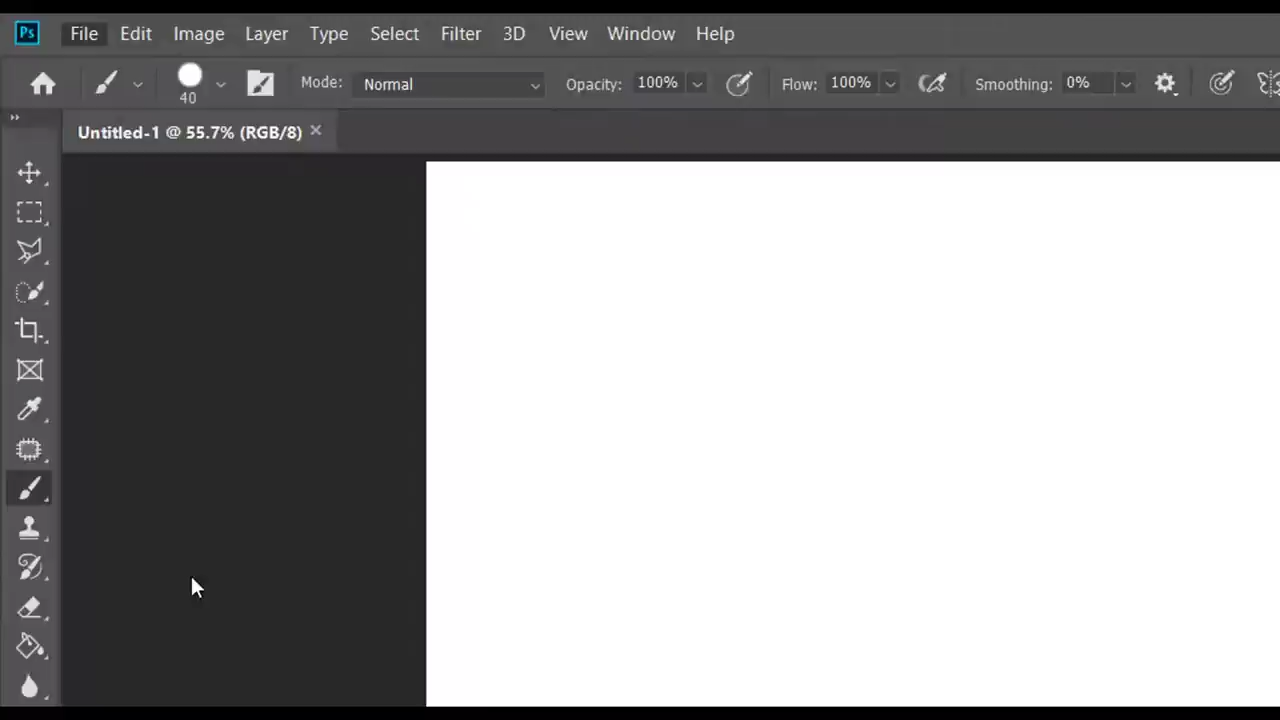 Ps File Edit Image Layer Type Select Filter 3D View Window Help
40 Mode: Normal Opacity: 100% Flow: 100% Smoothing: 0%
Untitled-1 @ 55.7% (RGB/8) ×